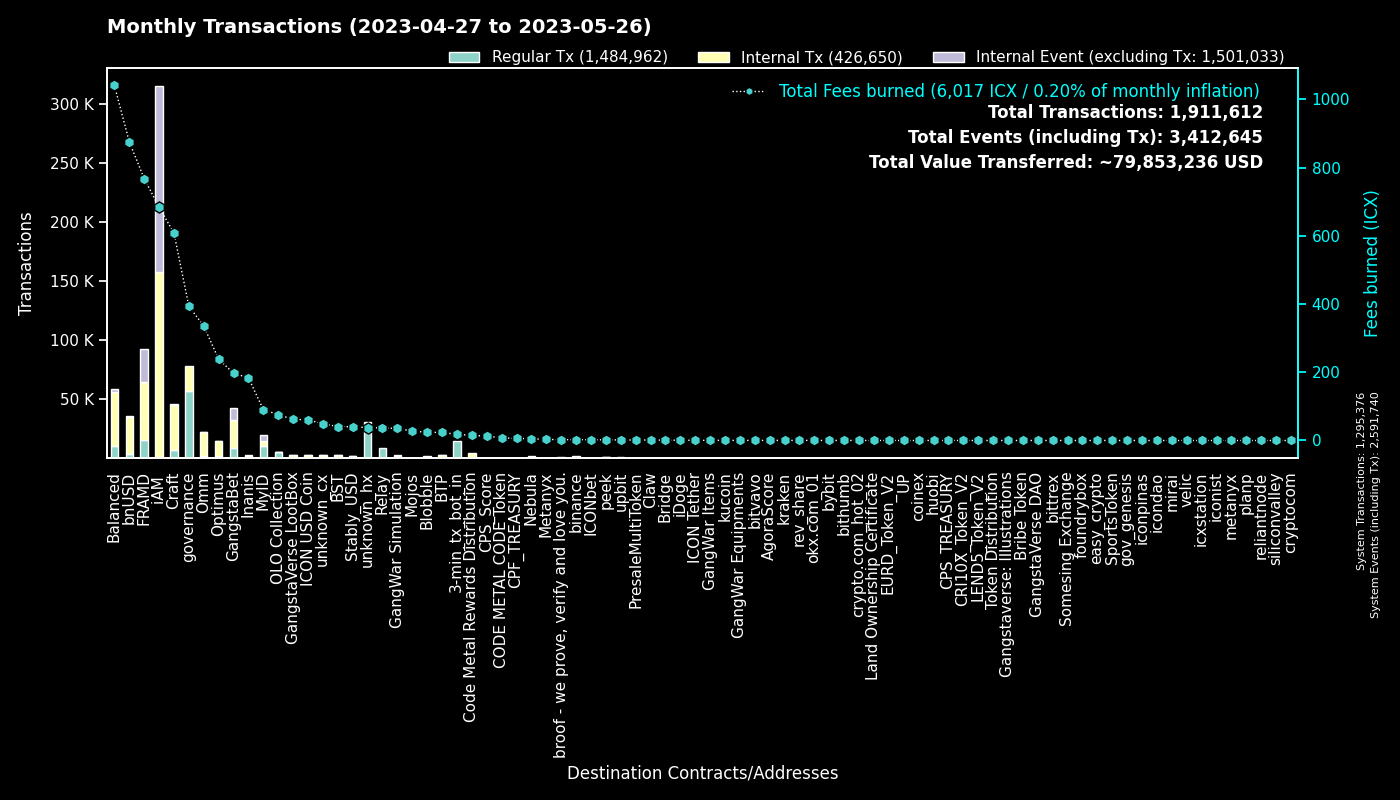 Monthly Transactions (2023-04-27 to 2023-05-26)
Regular Tx (1,484,962)
Internal Tx (426,650)
Internal Event (excluding Tx: 1,501,033)
Total Fees burned (6,017 ICX / 0.20% of monthly inflation)
Total Transactions: 1,911,612
Total Events (including Tx): 3,412,645
Total Value Transferred: ~79,853,236 USD
Transactions
300 K
250 K
200 K
150 K
100 K
50 K
1000
800
600
400
200
0
Fees burned (ICX)
System Transactions: 1,295,376
System Events (including Tx): 2,591,740
Balanced
bnUSD
FRAMD
iAM
Craft
governance
Omm
Optimus
GangstaBet
Inanis
MyID
OLO Collection
GangstaVerse LootBox
ICON USD Coin
unknown_cx
BST
Stably_USD
unknown_hx
Relay
GangWar Simulation
Mojos
Blobble
BTP
3-min_tx_bot_in
Code Metal Rewards Distribution
CPS_Score
CODE METAL CODE Token
CPF_TREASURY
Nebula
Metanyx
broof - we prove, verify and love you.
binance
ICONbet
peek
upbit
PresaleMultiToken
Claw
Bridge
iDoge
ICON_Tether
GangWar Items
kucoin
GangWar Equipments
bitvavo
AgoraScore
kraken
rev_share
okx.com_01
bybit
bithumb
crypto.com_hot_02
Land Ownership Certificate
EURD_Token_V2
_UP
coinex
huobi
CPS_TREASURY
CRI10X_Token_V2
LENDS_Token_V2
Token Distribution
Gangstaverse: Illustrations
Bribe Token
GangstaVerse DAO
bittrex
Somesing_Exchange
foundrybox
easy_crypto
SportsToken
gov_genesis
iconpinas
icondao
mirai
velic
icxstation
iconist
metanyx
planp
reliantnode
siliconvalley
cryptocom
Destination Contracts/Addresses